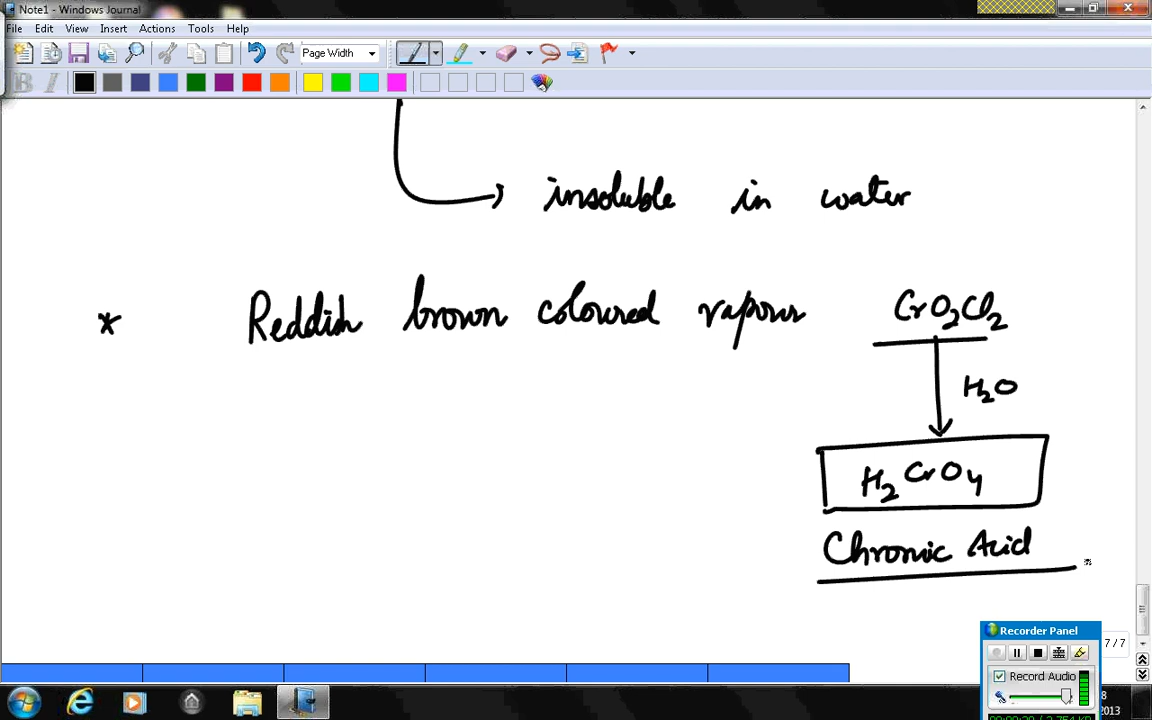 Note1 - Windows Journal
File Edit View Insert Actions Tools Help
Page Width
B I
insoluble in water
* Reddish brown coloured vapours CrO2Cl2
H2O
H2CrO4
Chromic Acid
Recorder Panel
7 / 7
Record Audio